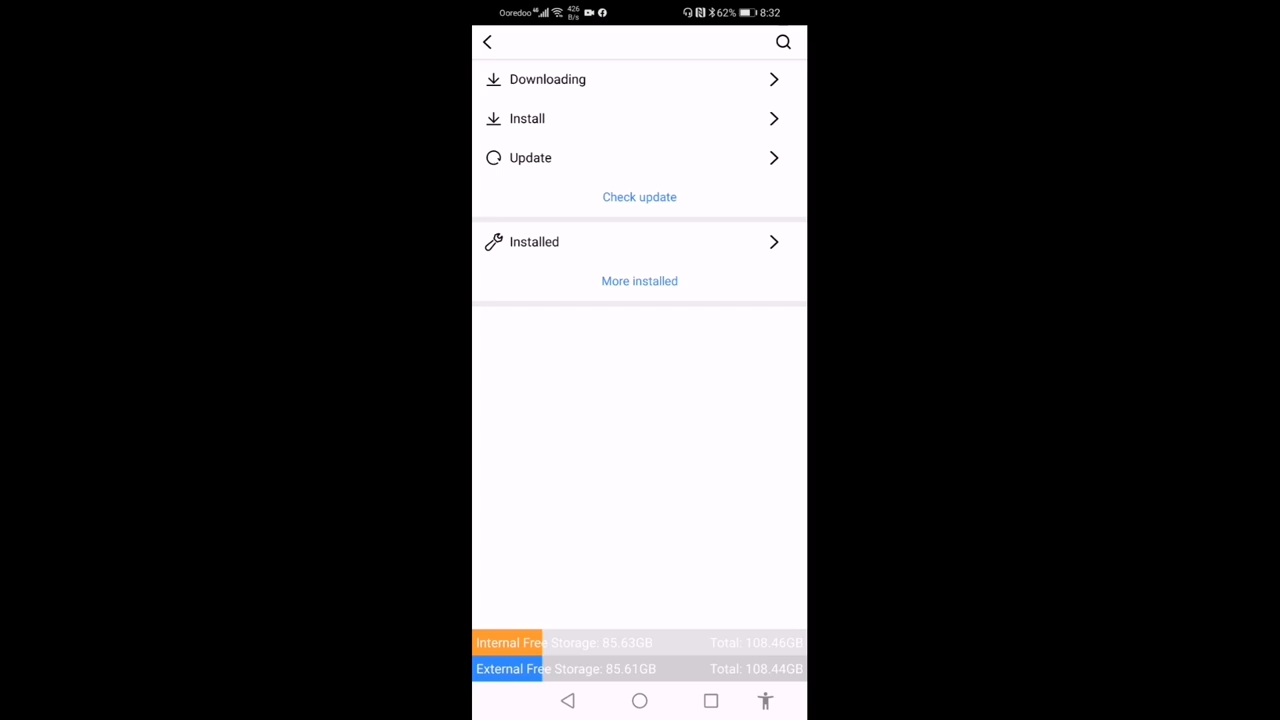 Ooredoo 4G 426 B/s 62% 8:32
Downloading
Install
Update
Check update
Installed
More installed
Internal Free Storage: 85.63GB Total: 108.46GB
External Free Storage: 85.61GB Total: 108.44GB